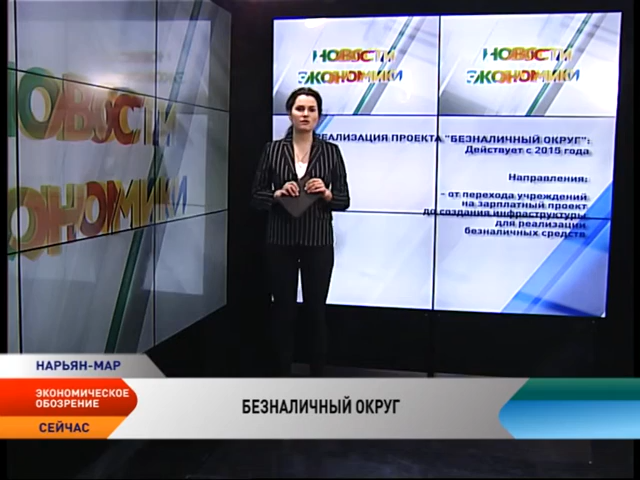 НОВОСТИ
ЭКОНОМИКИ
НОВОСТИ
ЭКОНОМИКИ
НОВОСТИ
ЭКОНОМИКИ
РЕАЛИЗАЦИЯ ПРОЕКТА "БЕЗНАЛИЧНЫЙ ОКРУГ":
Действует с 2015 года
Направления:
- от перехода учреждений
на зарплатный проект
до создания инфраструктуры
для реализации
безналичных средств
НАРЬЯН-МАР
ЭКОНОМИЧЕСКОЕ
ОБОЗРЕНИЕ
СЕЙЧАС
БЕЗНАЛИЧНЫЙ ОКРУГ